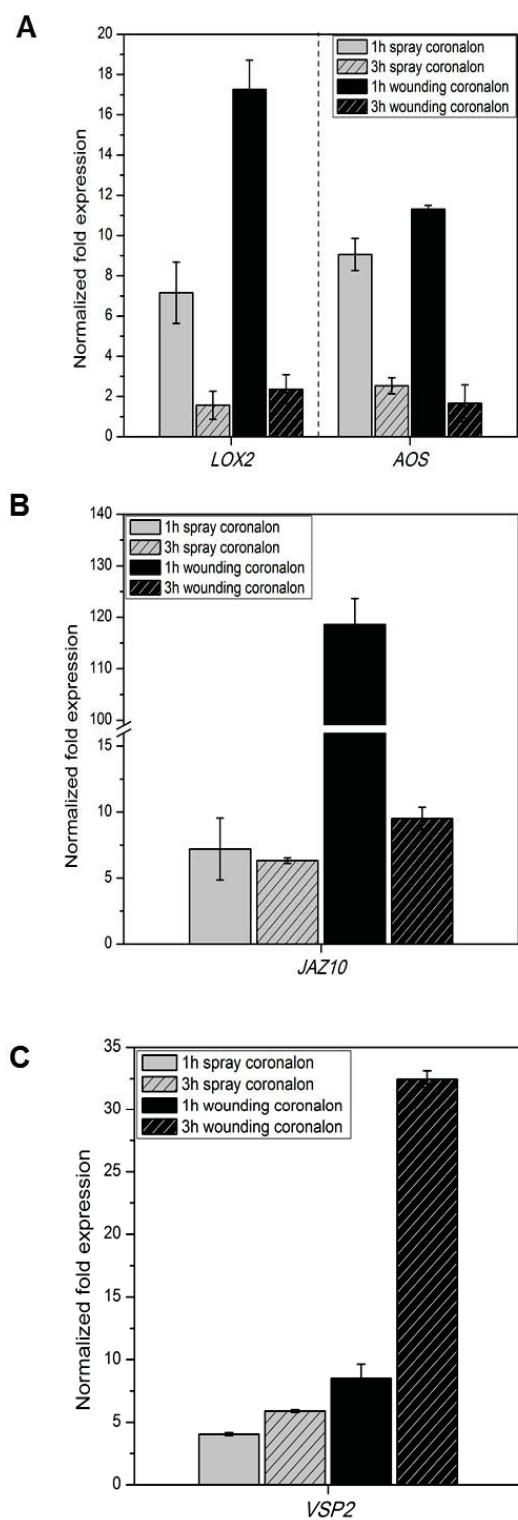 A
Normalized fold expression
20
18
16
14
12
10
8
6
4
2
0
1h spray coronalon
3h spray coronalon
1h wounding coronalon
3h wounding coronalon
LOX2 AOS
B
Normalized fold expression
140
130
120
110
100
15
10
5
0
1h spray coronalon
3h spray coronalon
1h wounding coronalon
3h wounding coronalon
JAZ10
C
Normalized fold expression
35
30
25
20
15
10
5
0
1h spray coronalon
3h spray coronalon
1h wounding coronalon
3h wounding coronalon
VSP2